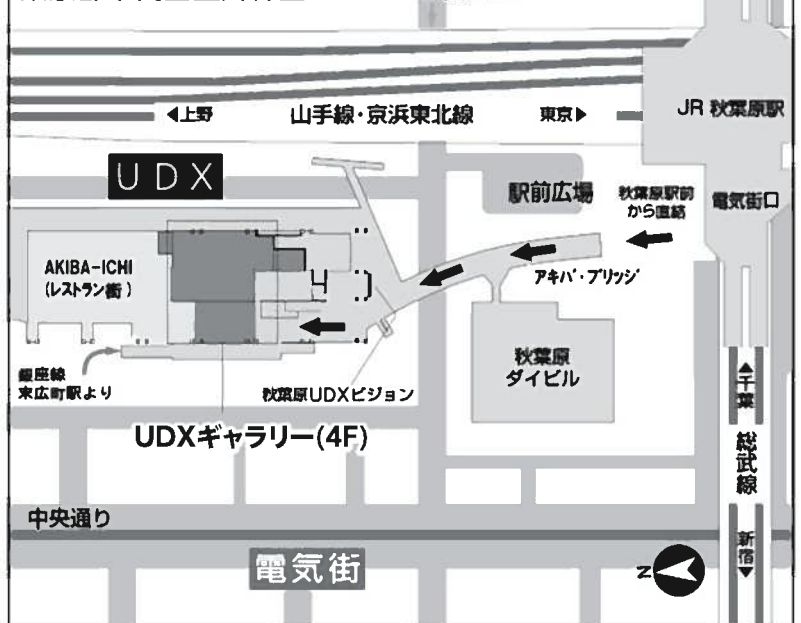 ◀上野
山手線・京浜東北線
東京▶
JR 秋葉原駅
UDX
駅前広場
秋葉原駅前
から直結
電気街口
AKIBA-ICHI
(レストラン街)
アキバ・ブリッジ
秋葉原
ダイビル
銀座線
末広町駅より
秋葉原UDXビジョン
UDXギャラリー(4F)
▲千葉
総武線
新宿▼
中央通り
電気街
N